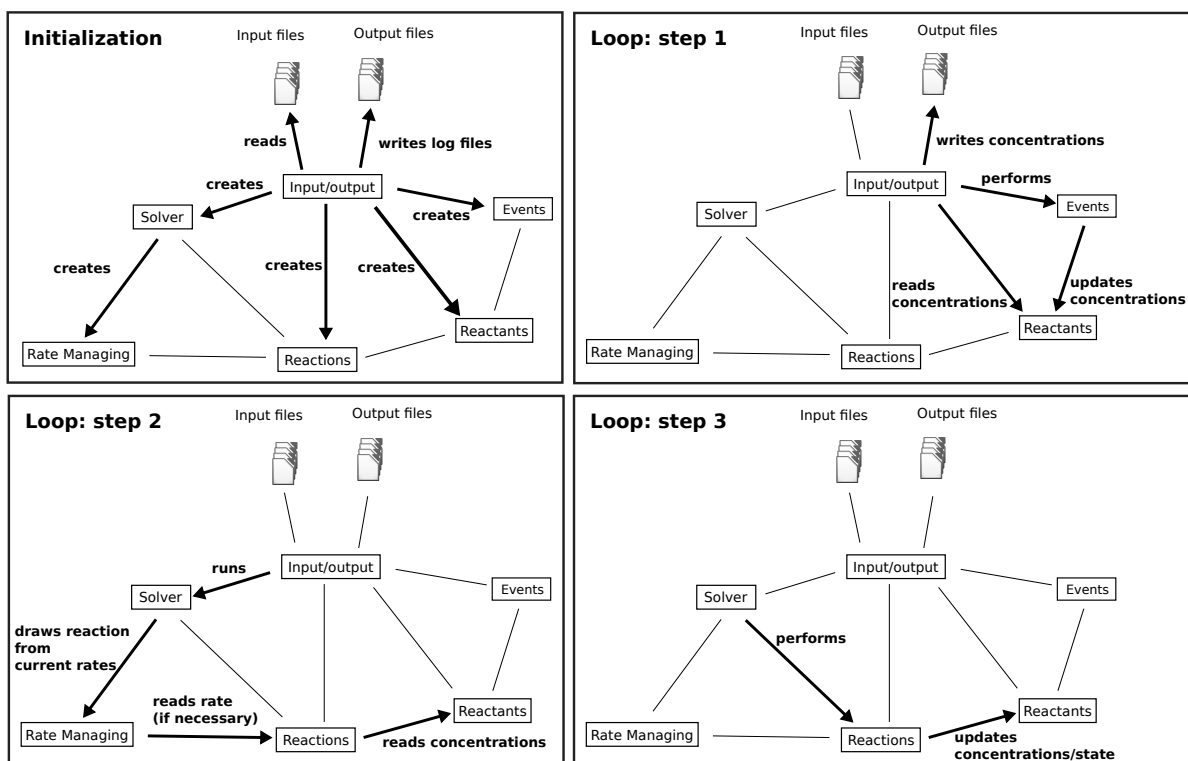 Initialization
Input files
Output files
reads
writes log files
Input/output
creates
creates
Events
Solver
creates
creates
creates
Reactants
Rate Managing
Reactions
Loop: step 1
Input files
Output files
writes concentrations
Input/output
performs
Events
Solver
reads
concentrations
updates
concentrations
Reactants
Rate Managing
Reactions
Loop: step 2
Input files
Output files
runs
Input/output
Events
Solver
draws reaction
from
current rates
reads rate
(if necessary)
Reactants
Rate Managing
Reactions
reads concentrations
Loop: step 3
Input files
Output files
Input/output
Events
Solver
performs
Reactants
Rate Managing
Reactions
updates
concentrations/state